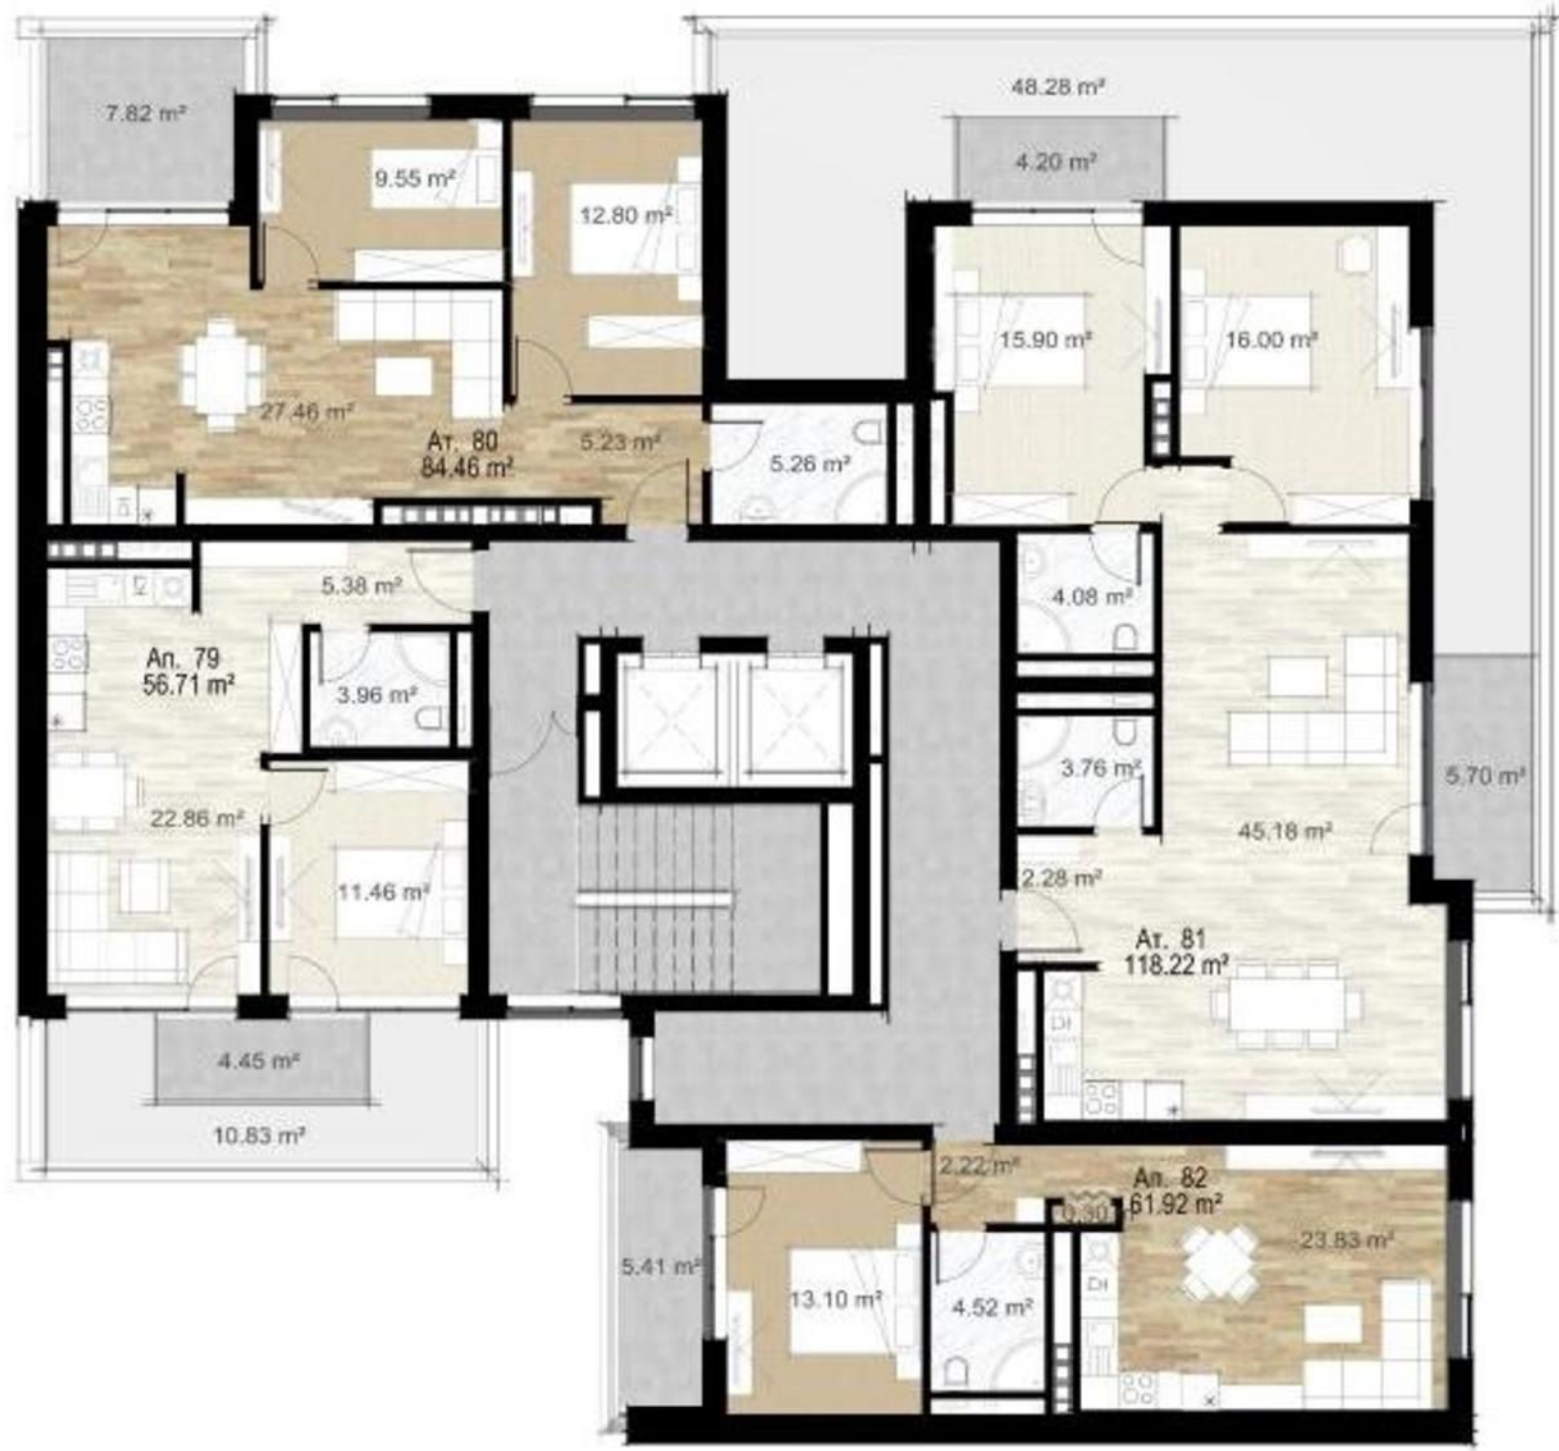 48.28 m²
7.82 m²
4.20 m²
9.55 m²
12.80 m²
15.90 m²
16.00 m²
27.46 m²
Ат. 80
84.46 m²
5.23 m²
5.26 m²
5.38 m²
4.08 m²
Ап. 79
56.71 m²
3.96 m²
3.76 m²
5.70 m²
22.86 m²
45.18 m²
11.46 m²
2.28 m²
Ат. 81
118.22 m²
4.45 m²
10.83 m²
2.22 m²
Ап. 82
61.92 m²
0.90
23.83 m²
5.41 m²
13.10 m²
4.52 m²